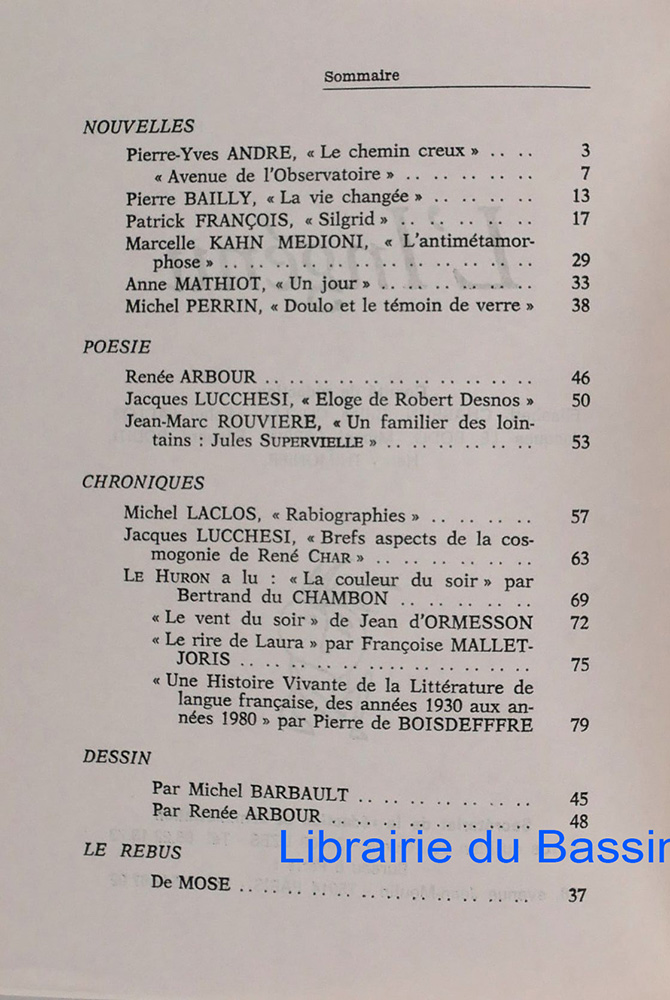 Sommaire
NOUVELLES
Pierre-Yves ANDRE, « Le chemin creux » .. .. 3
« Avenue de l'Observatoire » .. .. .. .. .. .. .. 7
Pierre BAILLY, « La vie changée » .. .. .. .. .. .. 13
Patrick FRANÇOIS, « Silgrid » .. .. .. .. .. .. .. 17
Marcelle KAHN MEDIONI, « L'antimétamor-
phose » .. .. .. .. .. .. .. .. .. .. .. .. .. .. .. .. 29
Anne MATHIOT, « Un jour » .. .. .. .. .. .. .. .. 33
Michel PERRIN, « Doulo et le témoin de verre » 38
POESIE
Renée ARBOUR .. .. .. .. .. .. .. .. .. .. .. .. .. .. 46
Jacques LUCCHESI, « Eloge de Robert Desnos » 50
Jean-Marc ROUVIERE, « Un familier des loin-
tains : Jules SUPERVIELLE » .. .. .. .. .. .. .. .. 53
CHRONIQUES
Michel LACLOS, « Rabiographies » .. .. .. .. .. .. 57
Jacques LUCCHESI, « Brefs aspects de la cos-
mogonie de René CHAR » .. .. .. .. .. .. .. .. 63
LE HURON a lu : « La couleur du soir » par
Bertrand du CHAMBON .. .. .. .. .. .. .. 69
« Le vent du soir » de Jean d'ORMESSON 72
« Le rire de Laura » par Françoise MALLET-
JORIS .. .. .. .. .. .. .. .. .. .. .. .. .. .. .. 75
« Une Histoire Vivante de la Littérature de
langue française, des années 1930 aux an-
nées 1980 » par Pierre de BOISDEFFFRE 79
DESSIN
Par Michel BARBAULT .. .. .. .. .. .. .. .. .. 45
Par Renée ARBOUR .. .. .. .. .. .. .. .. .. .. 48
Librairie du Bassin
LE REBUS
De MOSE .. .. .. .. .. .. .. .. .. .. .. .. .. .. .. 37